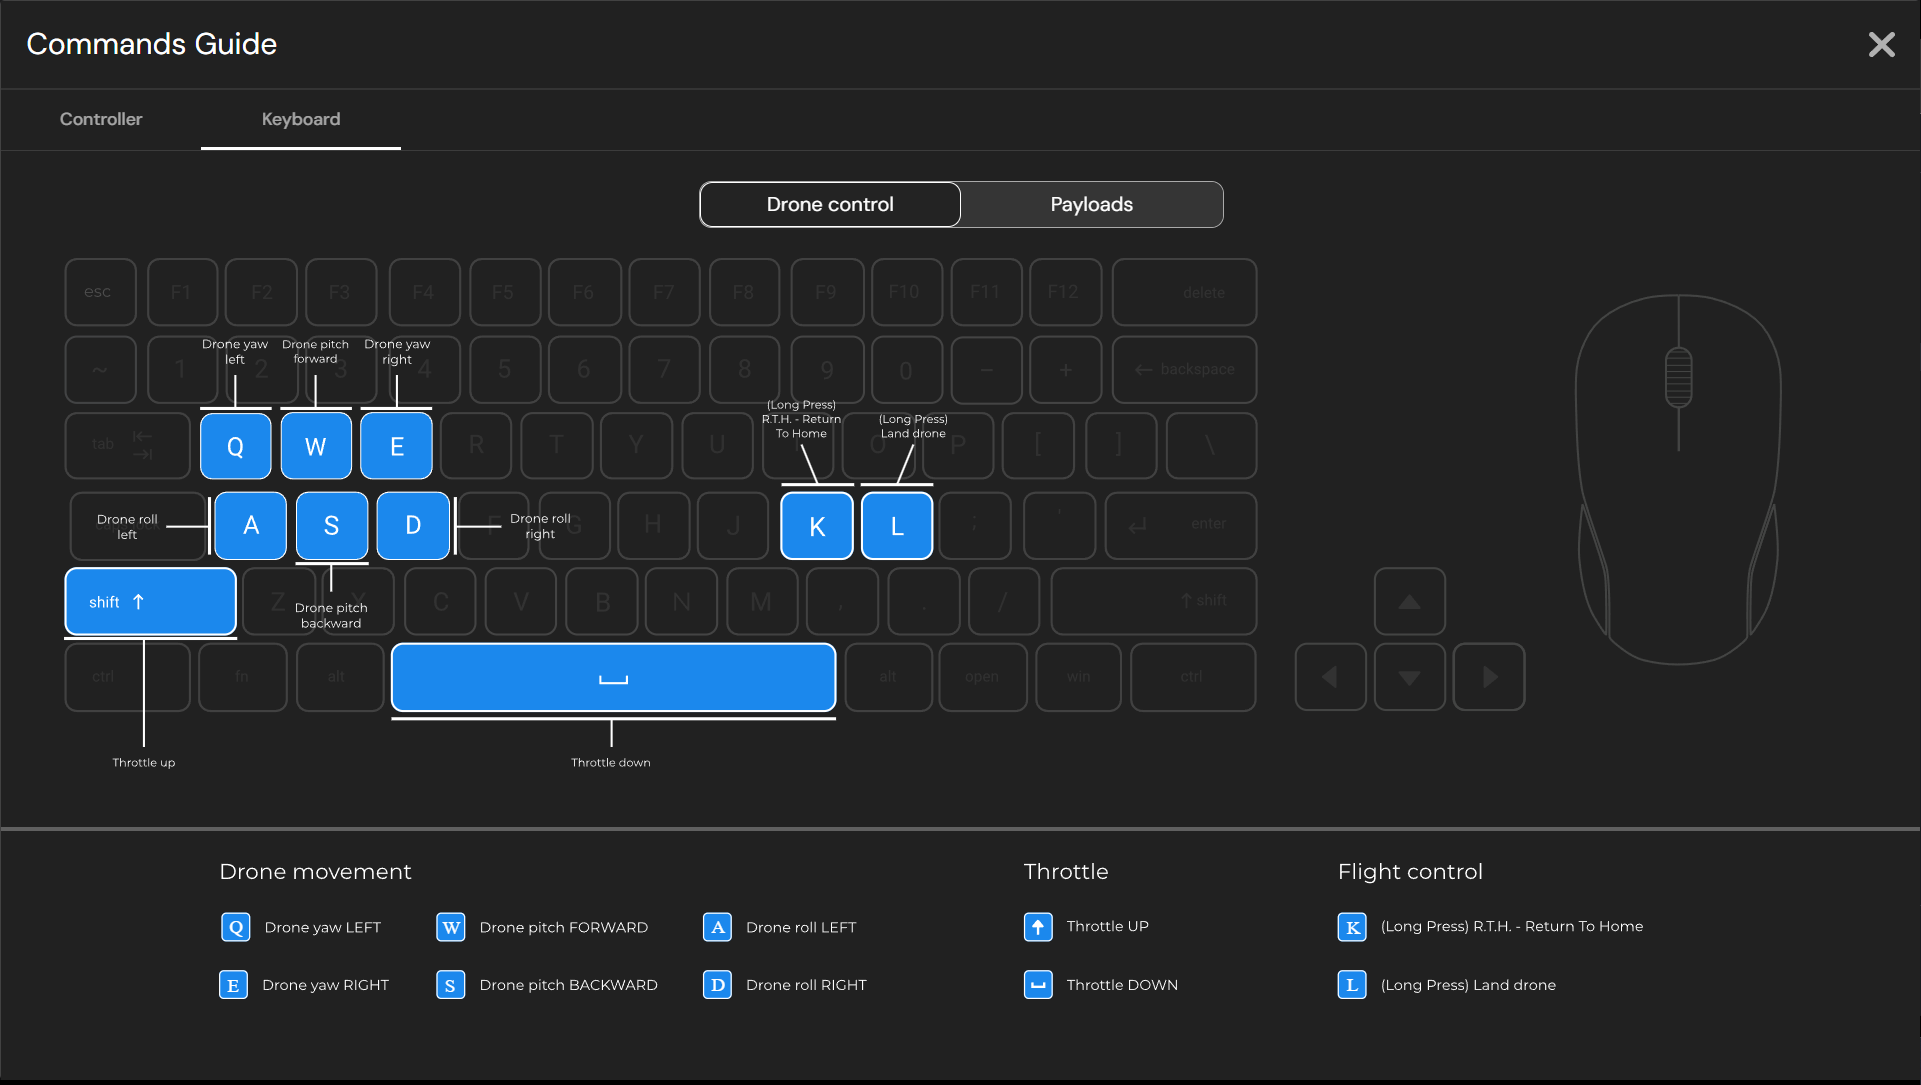 Commands Guide
Controller
Keyboard
Drone control
Payloads
esc
F1
F2
F3
F4
F5
F6
F7
F8
F9
F10
F11
F12
delete
~
1
2
3
4
5
6
7
8
9
0
−
+
← backspace
Drone yaw
left
Drone pitch
forward
Drone yaw
right
(Long Press)
R.T.H. - Return
To Home
(Long Press)
Land drone
tab
Q
W
E
R
T
Y
U
O
P
[
]
\
Drone roll
left
A
S
D
Drone roll
right
F
G
H
J
K
L
;
'
enter
shift ↑
Z
X
C
V
B
N
M
,
.
/
↑ shift
Drone pitch
backward
ctrl
fn
alt
alt
open
win
ctrl
Throttle up
Throttle down
Drone movement
Q Drone yaw LEFT
W Drone pitch FORWARD
A Drone roll LEFT
E Drone yaw RIGHT
S Drone pitch BACKWARD
D Drone roll RIGHT
Throttle
Throttle UP
Throttle DOWN
Flight control
K (Long Press) R.T.H. - Return To Home
L (Long Press) Land drone